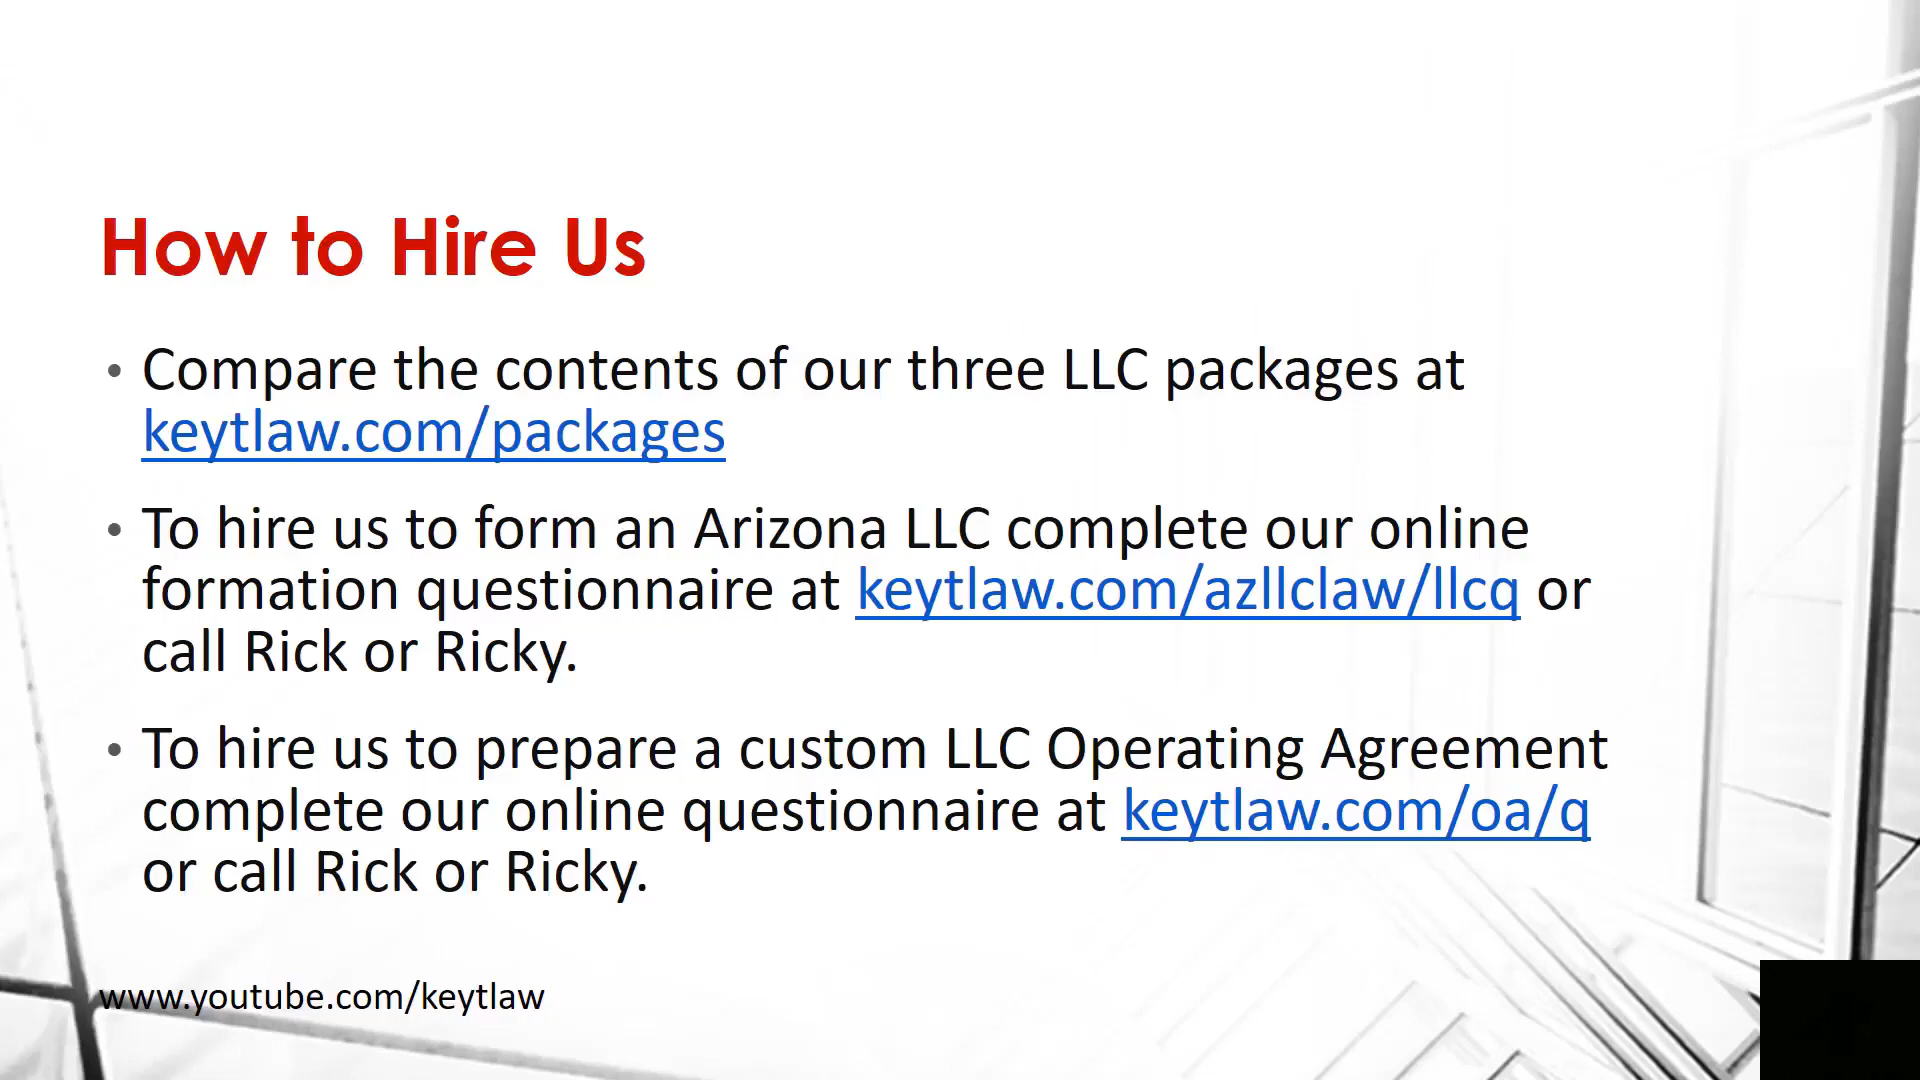 How to Hire Us
• Compare the contents of our three LLC packages at
keytlaw.com/packages
• To hire us to form an Arizona LLC complete our online
formation questionnaire at keytlaw.com/azllclaw/llcq or
call Rick or Ricky.
• To hire us to prepare a custom LLC Operating Agreement
complete our online questionnaire at keytlaw.com/oa/q
or call Rick or Ricky.
www.youtube.com/keytlaw